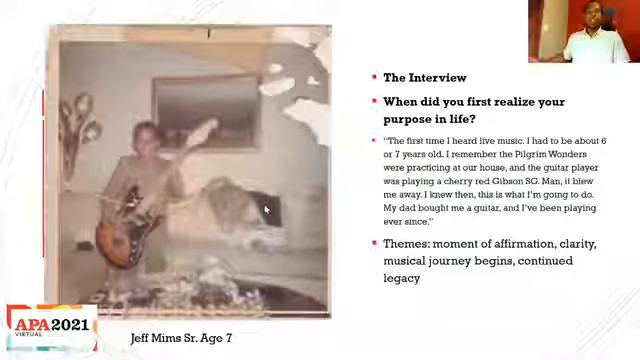 The Interview
When did you first realize your
purpose in life?
"The first time I heard live music. I had to be about 6
or 7 years old. I remember the Pilgrim Wonders
were practicing at our house, and the guitar player
was playing a cherry red Gibson SG. Man, it blew
me away. I knew then, this is what I'm going to do.
My dad bought me a guitar, and I've been playing
ever since."
Themes: moment of affirmation, clarity,
musical journey begins, continued
legacy
APA2021
VIRTUAL
Jeff Mims Sr. Age 7